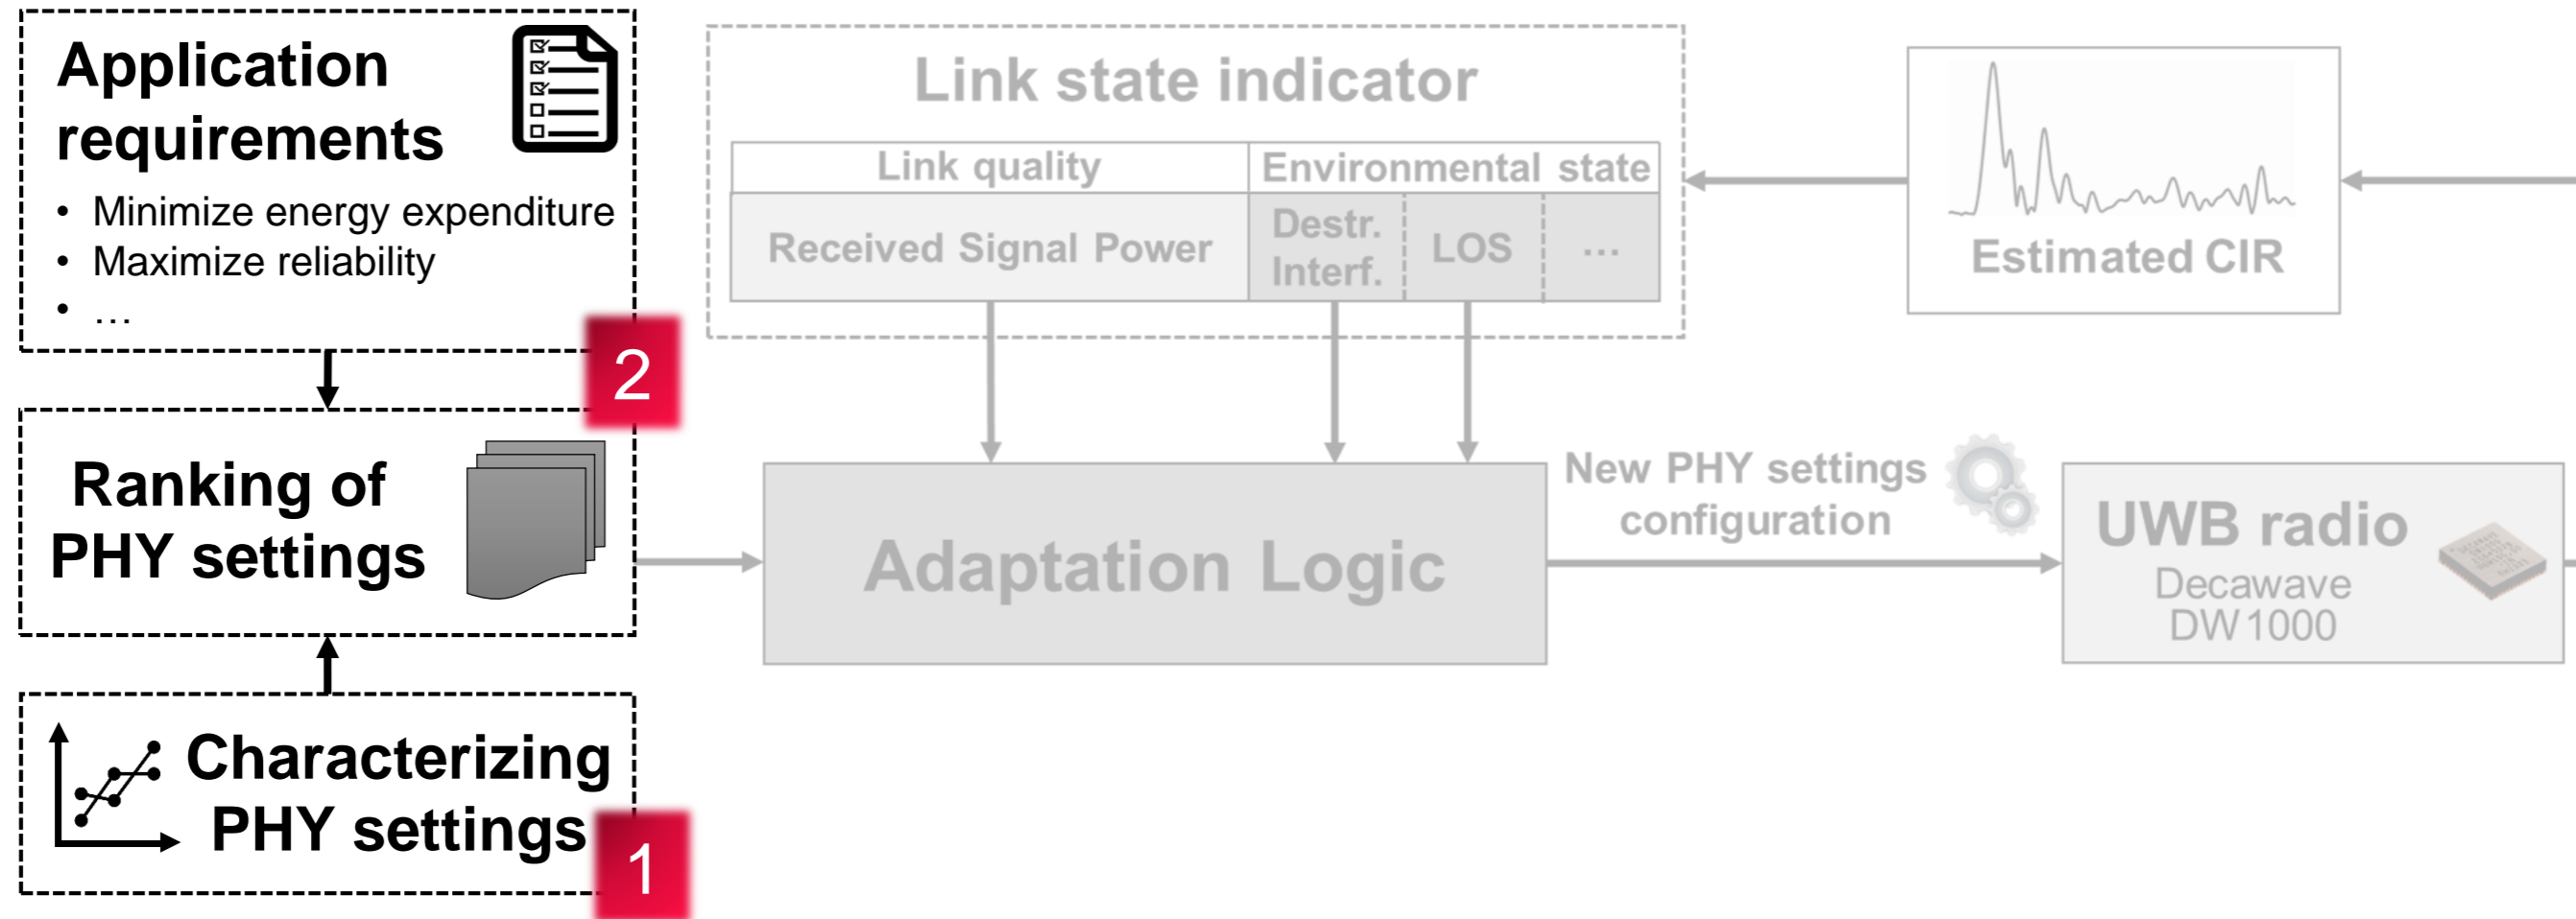 Application
requirements
• Minimize energy expenditure
• Maximize reliability
• …
2
Ranking of
PHY settings
Characterizing
PHY settings
1
Link state indicator
Link quality
Environmental state
Received Signal Power
Destr.
Interf.
LOS
…
Adaptation Logic
New PHY settings
configuration
Estimated CIR
UWB radio
Decawave
DW1000